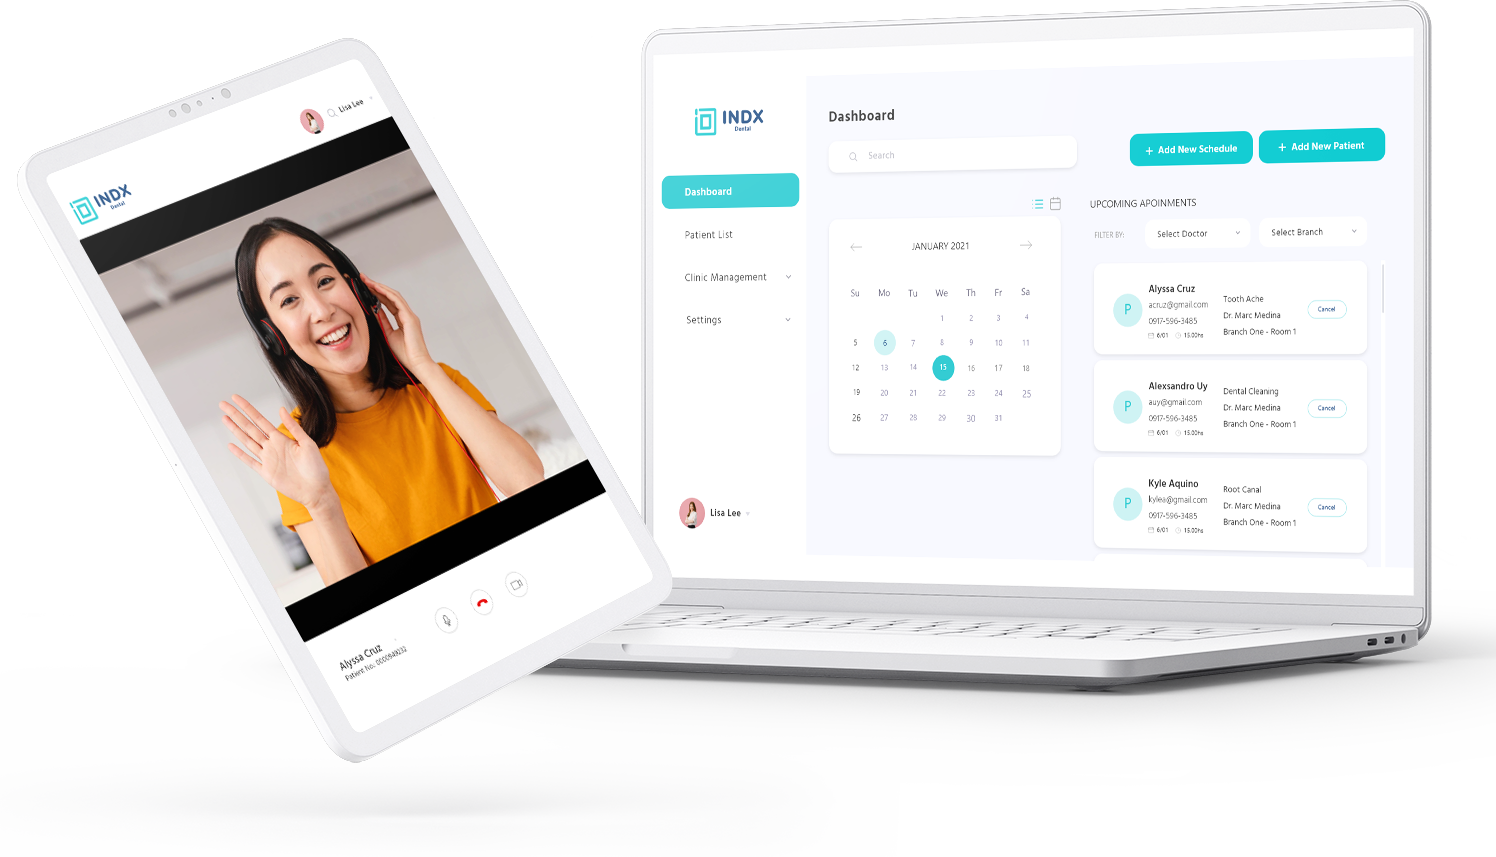 Lisa Lee
INDX
Dental
Alyssa Cruz
Patient No.: 0000948232
INDX
Dental
Dashboard
Patient List
Clinic Management
Settings
Lisa Lee
Dashboard
Search
+ Add New Schedule
+ Add New Patient
JANUARY 2021
Su Mo Tu We Th Fr Sa
1 2 3 4
5 6 7 8 9 10 11
12 13 14 15 16 17 18
19 20 21 22 23 24 25
26 27 28 29 30 31
UPCOMING APOINMENTS
FILTER BY: Select Doctor Select Branch
P
Alyssa Cruz
acruz@gmail.com
0917-596-3485
6/01 15.00hs
Tooth Ache
Dr. Marc Medina
Branch One - Room 1
Cancel
P
Alexsandro Uy
auy@gmail.com
0917-596-3485
6/01 15.00hs
Dental Cleaning
Dr. Marc Medina
Branch One - Room 1
Cancel
P
Kyle Aquino
kylea@gmail.com
0917-596-3485
6/01 15.00hs
Root Canal
Dr. Marc Medina
Branch One - Room 1
Cancel